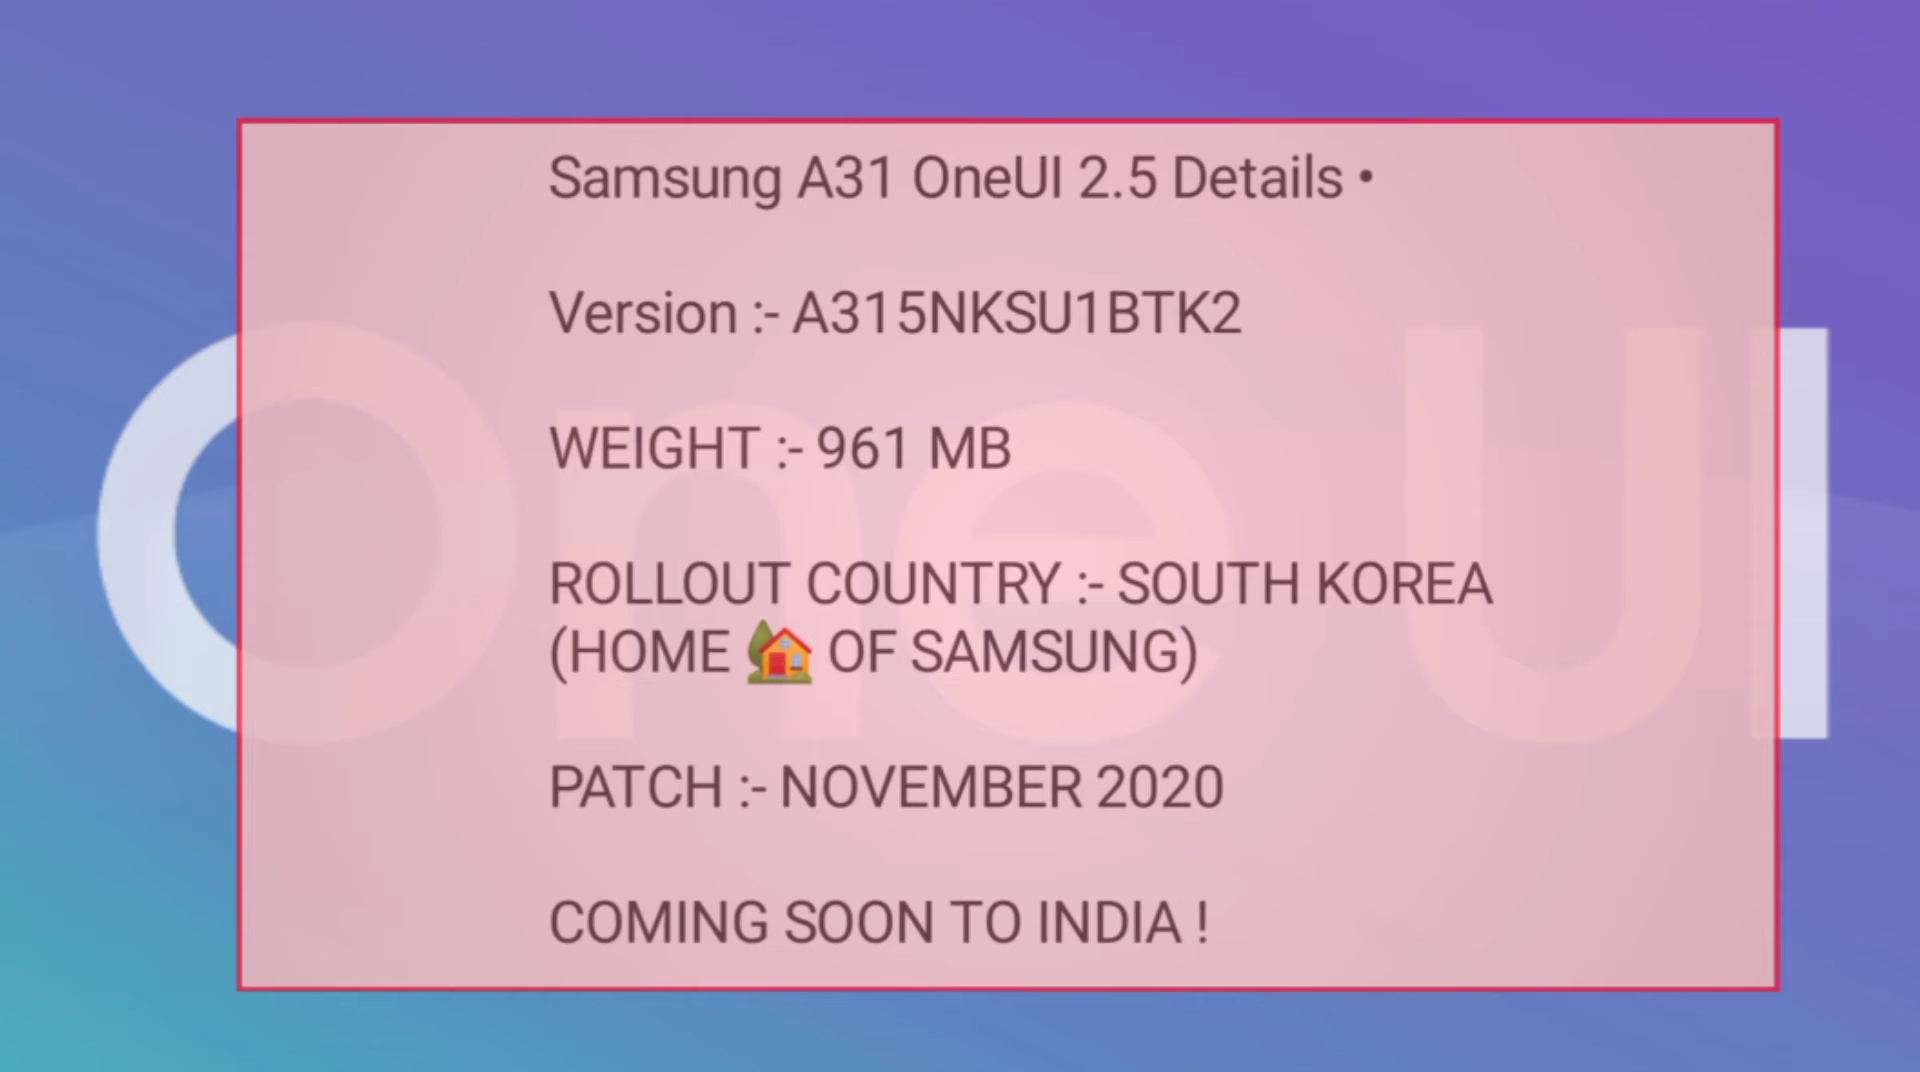 Samsung A31 OneUI 2.5 Details •
Version :- A315NKSU1BTK2
WEIGHT :- 961 MB
ROLLOUT COUNTRY :- SOUTH KOREA
(HOME 🏡 OF SAMSUNG)
PATCH :- NOVEMBER 2020
COMING SOON TO INDIA !
One UI